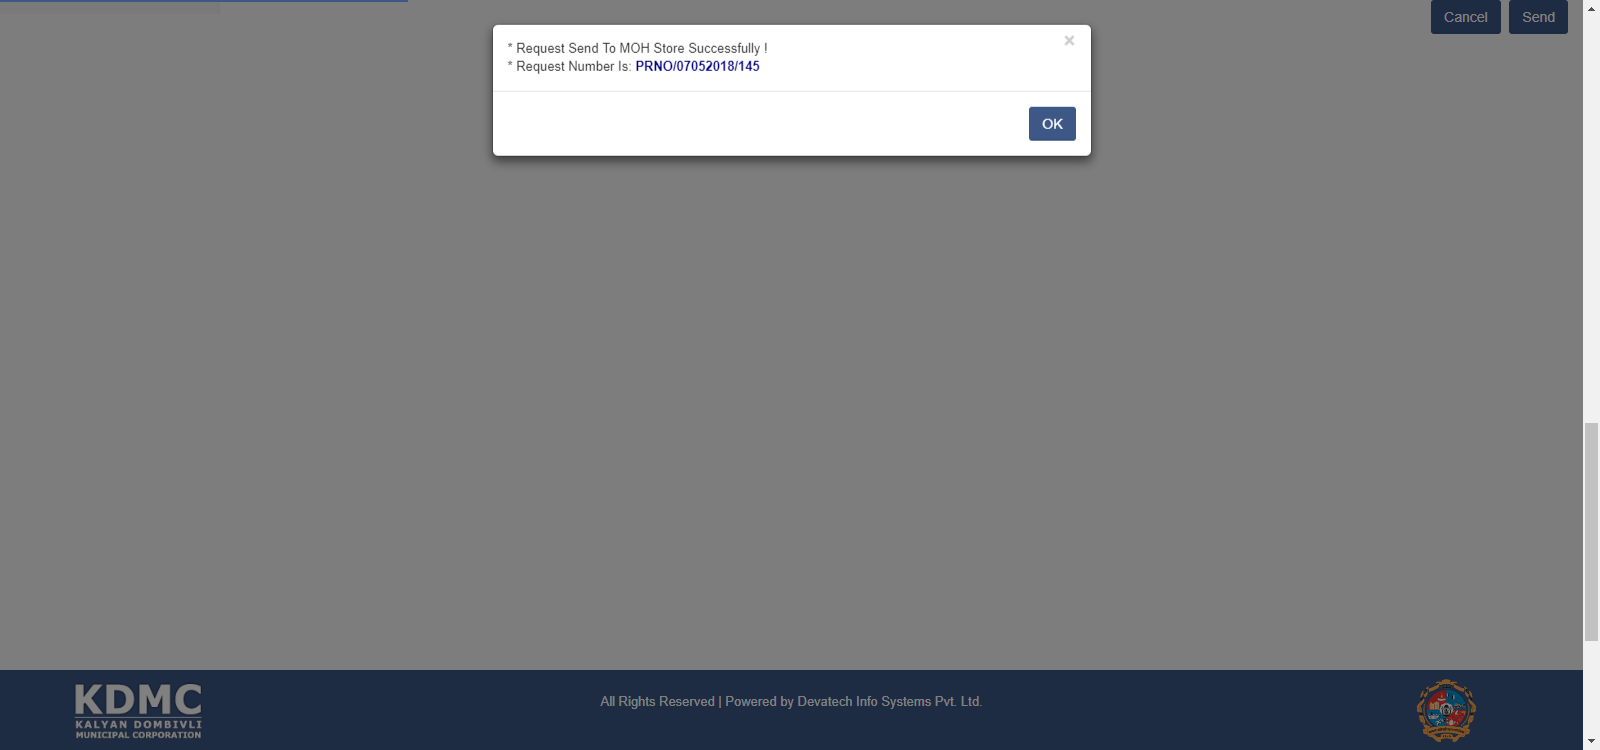 Cancel Send
×
* Request Send To MOH Store Successfully !
* Request Number Is: PRNO/07052018/145
OK
KDMC
KALYAN DOMBIVLI
MUNICIPAL CORPORATION
All Rights Reserved | Powered by Devatech Info Systems Pvt. Ltd.